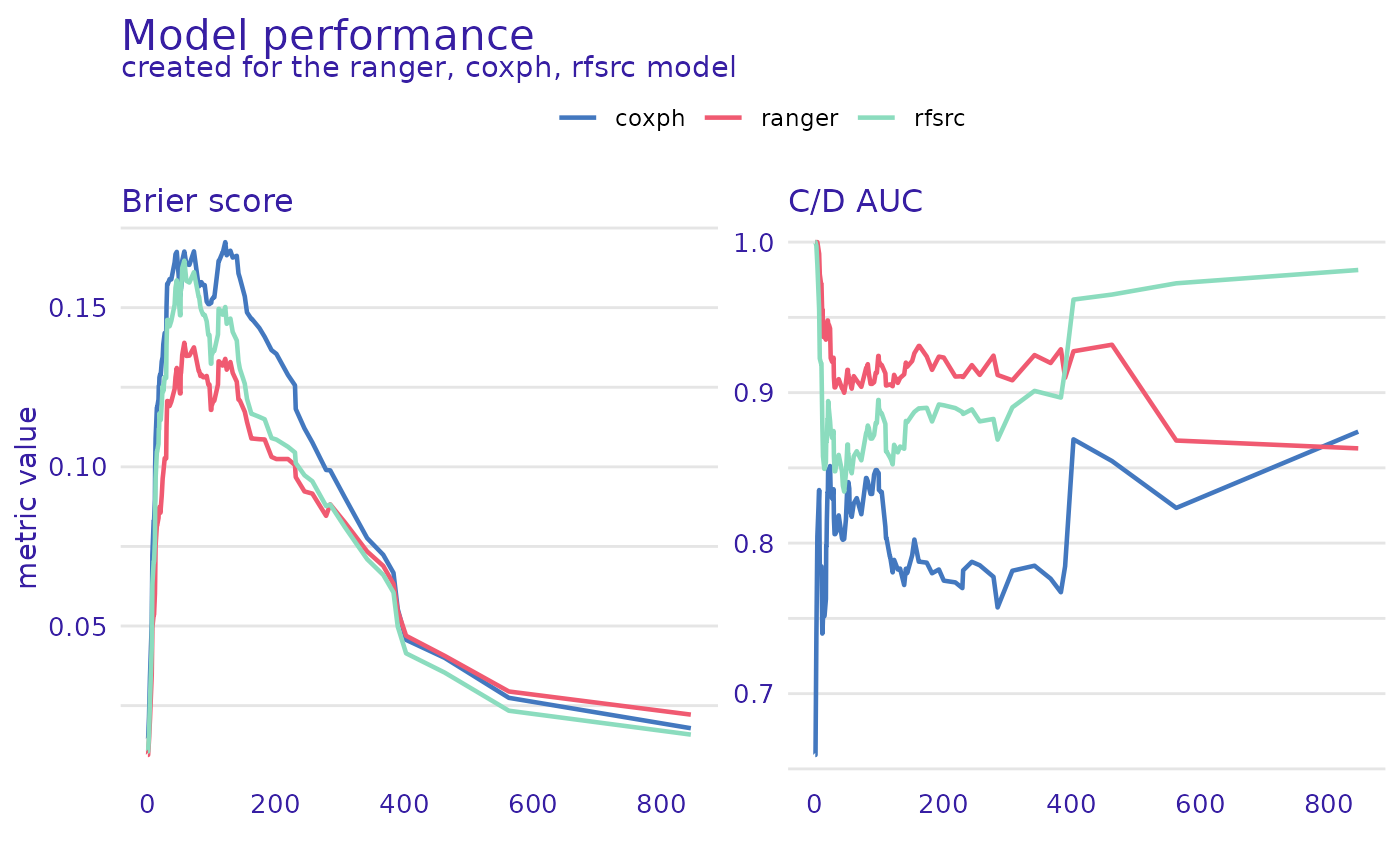 Model performance
created for the ranger, coxph, rfsrc model
coxph ranger rfsrc
Brier score
C/D AUC
metric value
0.15
0.10
0.05
0 200 400 600 800
1.0
0.9
0.8
0.7
0 200 400 600 800